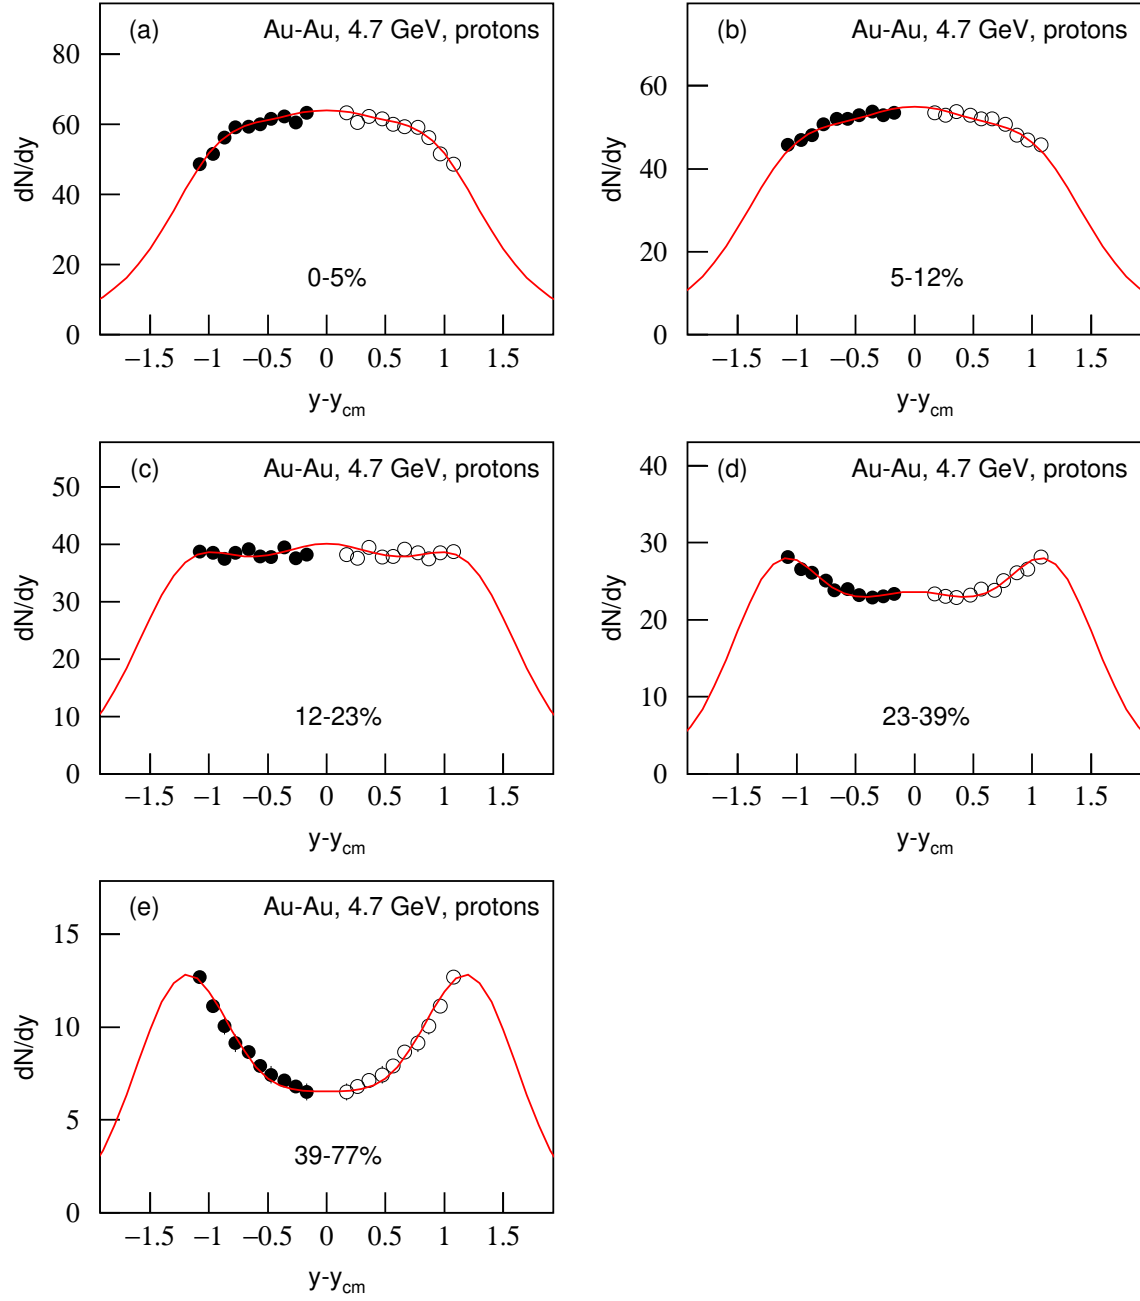 (a) Au-Au, 4.7 GeV, protons
80
60
40
20
0
dN/dy
0-5%
−1.5 −1 −0.5 0 0.5 1 1.5
y-y_cm
(b) Au-Au, 4.7 GeV, protons
60
40
20
0
dN/dy
5-12%
−1.5 −1 −0.5 0 0.5 1 1.5
y-y_cm
(c) Au-Au, 4.7 GeV, protons
50
40
30
20
10
0
dN/dy
12-23%
−1.5 −1 −0.5 0 0.5 1 1.5
y-y_cm
(d) Au-Au, 4.7 GeV, protons
40
30
20
10
0
dN/dy
23-39%
−1.5 −1 −0.5 0 0.5 1 1.5
y-y_cm
(e) Au-Au, 4.7 GeV, protons
15
10
5
0
dN/dy
39-77%
−1.5 −1 −0.5 0 0.5 1 1.5
y-y_cm